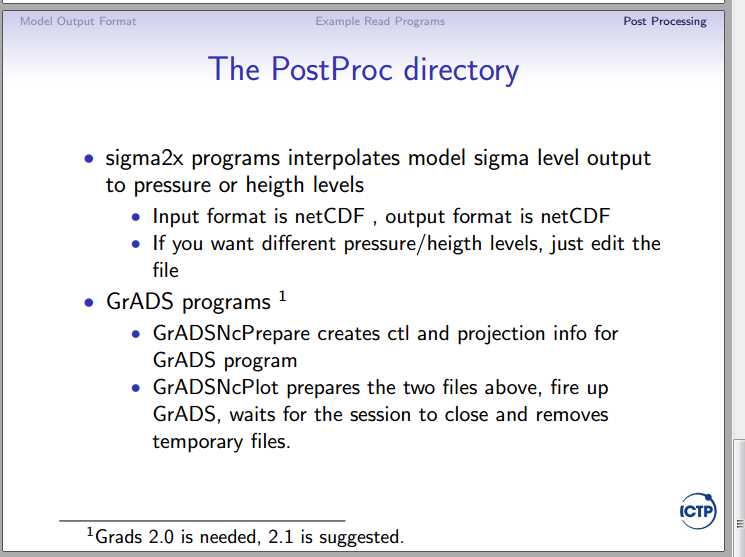 Model Output Format Example Read Programs Post Processing
The PostProc directory
• sigma2x programs interpolates model sigma level output
to pressure or heigth levels
• Input format is netCDF , output format is netCDF
• If you want different pressure/heigth levels, just edit the
file
• GrADS programs 1
• GrADSNcPrepare creates ctl and projection info for
GrADS program
• GrADSNcPlot prepares the two files above, fire up
GrADS, waits for the session to close and removes
temporary files.
ICTP
1Grads 2.0 is needed, 2.1 is suggested.